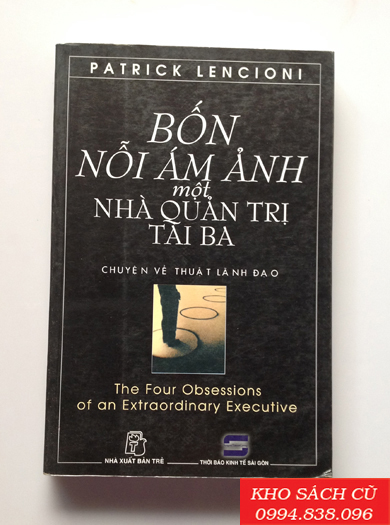 PATRICK LENCIONI
BỐN
NỖI ÁM ẢNH
một
NHÀ QUẢN TRỊ
TÀI BA
CHUYỆN VỀ THUẬT LÃNH ĐẠO
The Four Obsessions
of an Extraordinary Executive
NHÀ XUẤT BẢN TRẺ
THỜI BÁO KINH TẾ SÀI GÒN
KHO SÁCH CŨ
0994.838.096